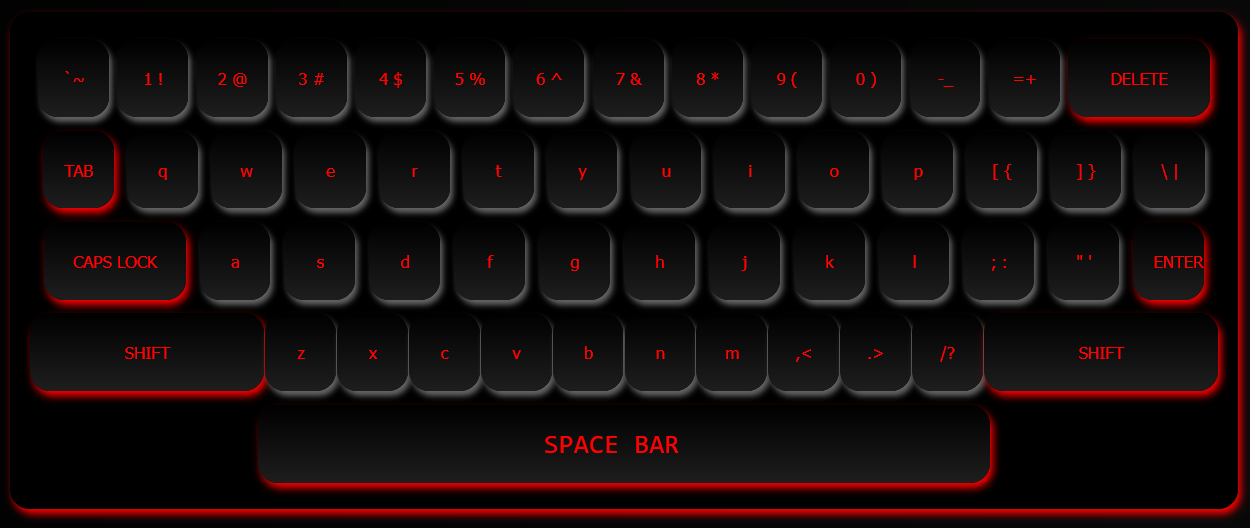 `~ 1 ! 2 @ 3 # 4 $ 5 % 6 ^ 7 & 8 * 9 ( 0 ) -_ =+ DELETE
TAB q w e r t y u i o p [ { ] } \ |
CAPS LOCK a s d f g h j k l ; : " ' ENTER
SHIFT z x c v b n m ,< .> /? SHIFT
SPACE BAR